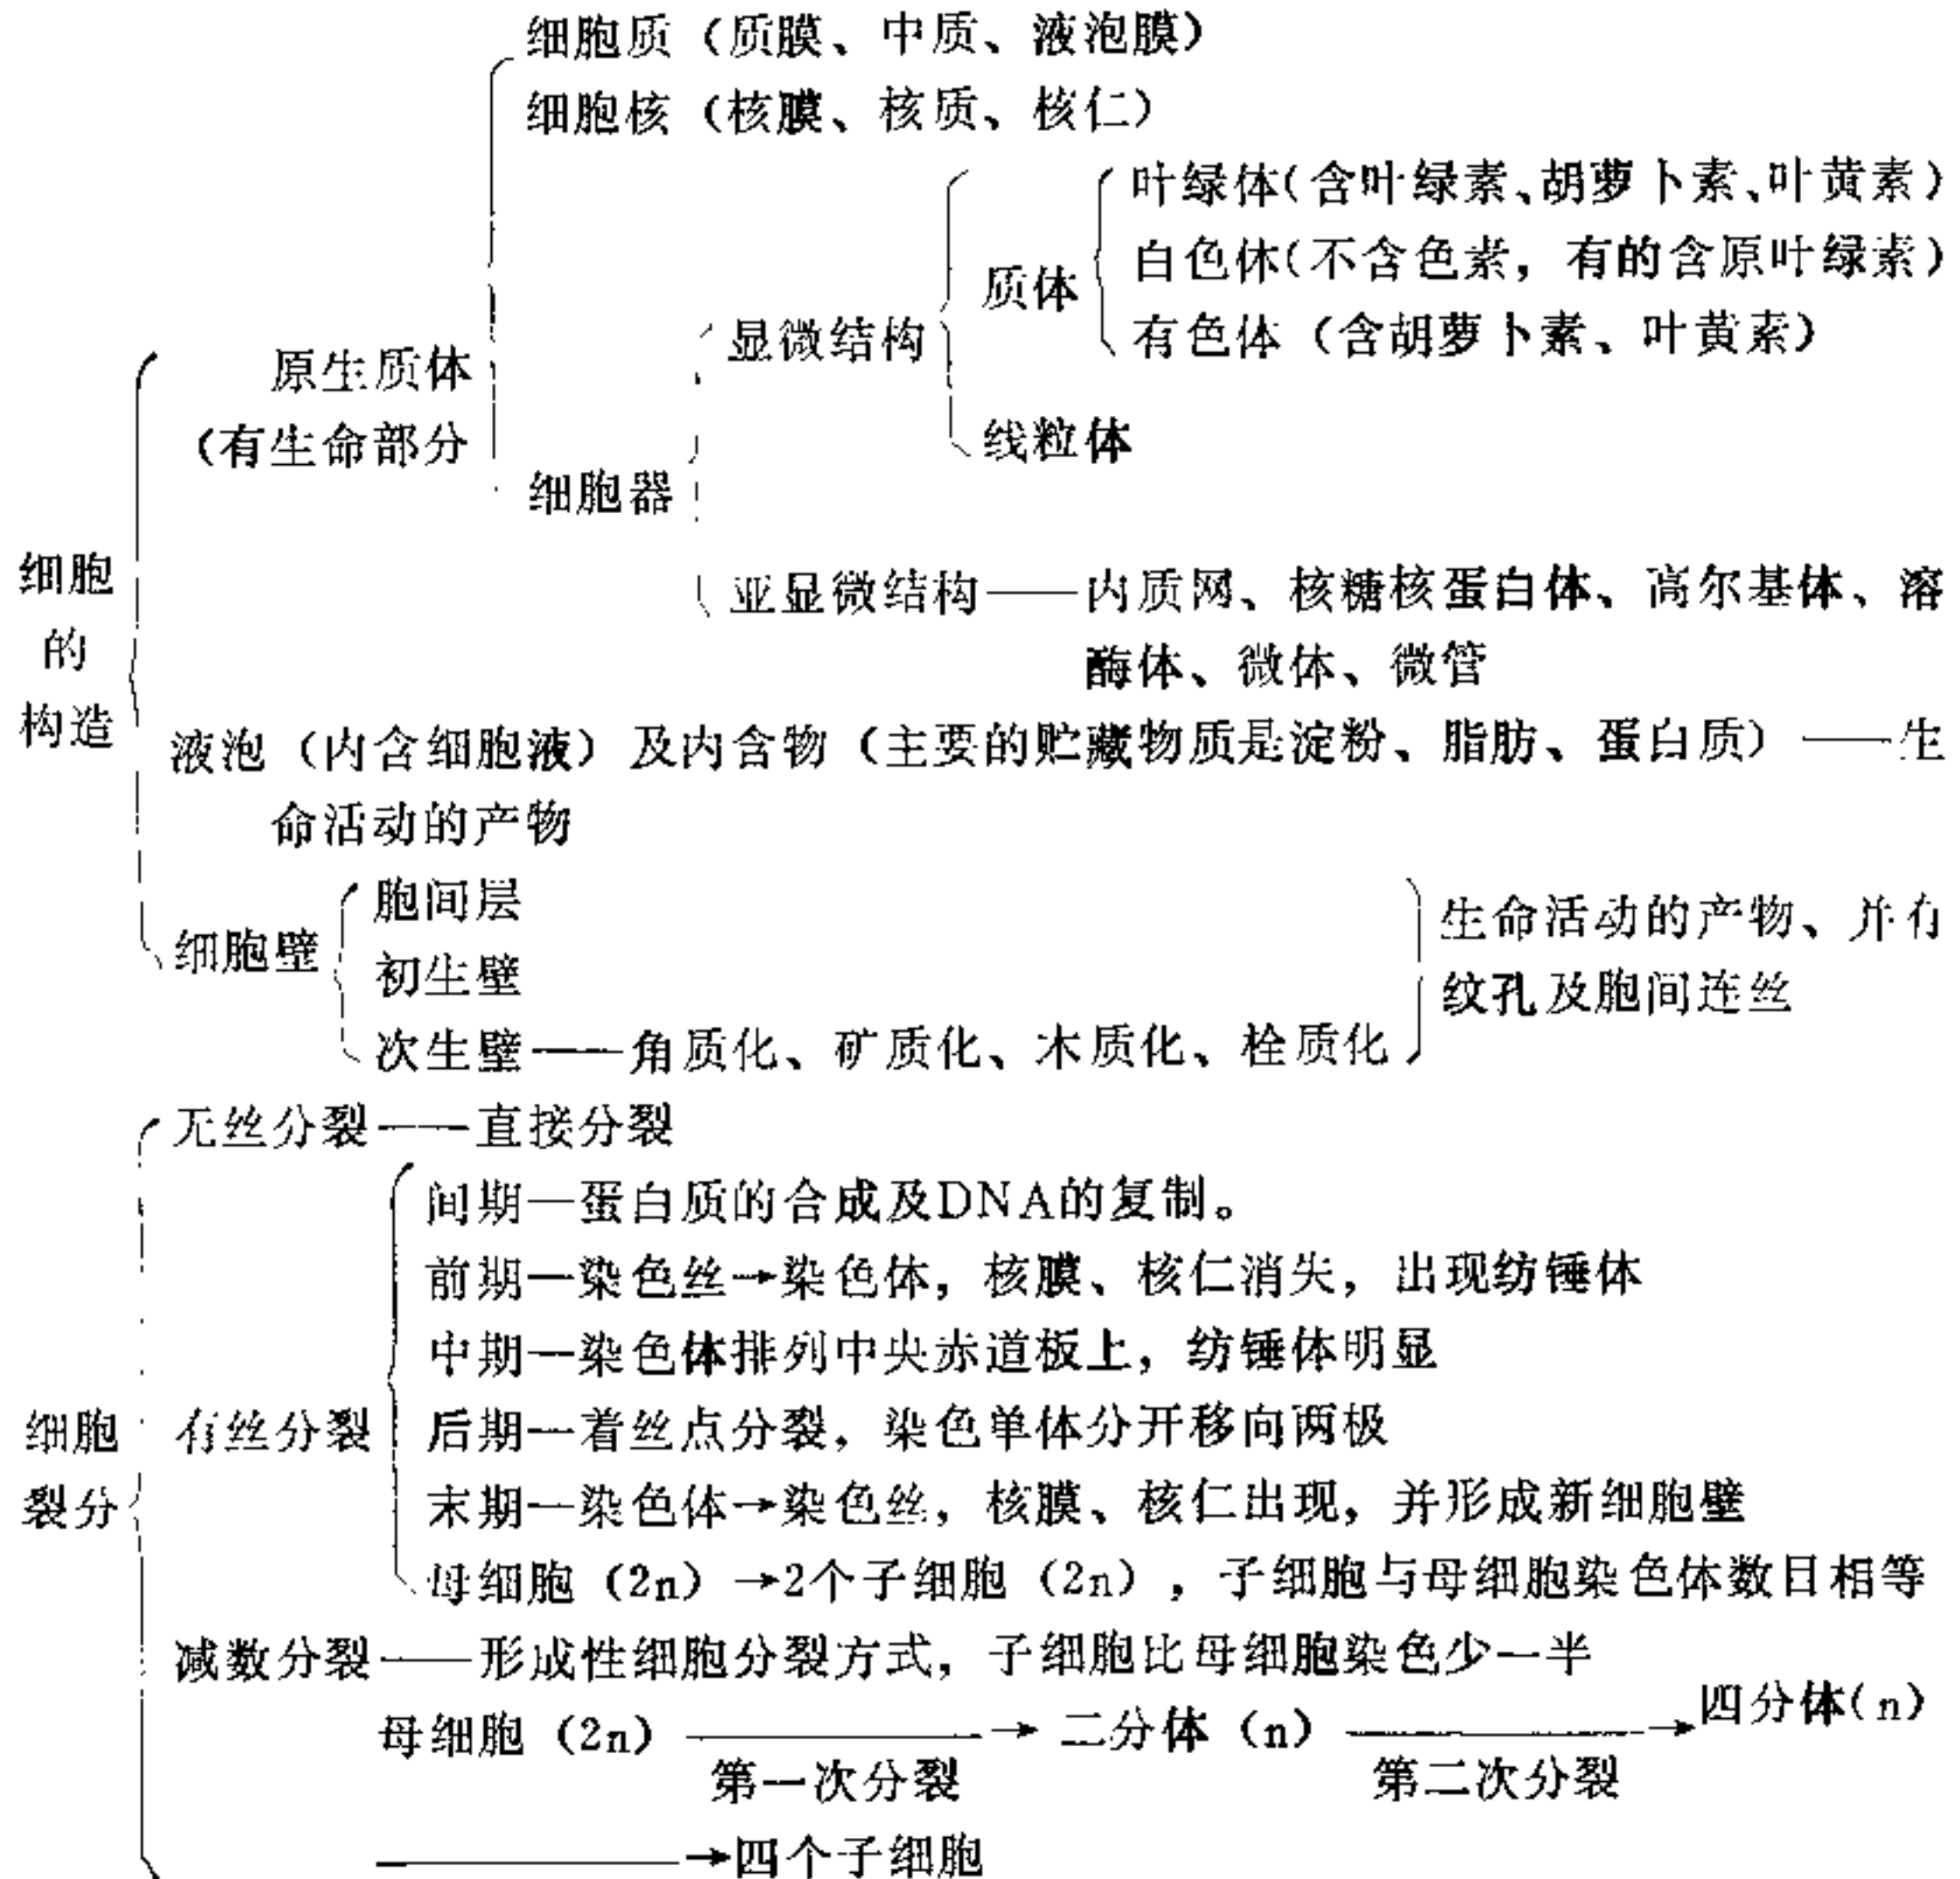 细胞质（质膜、中质、液泡膜）
细胞核（核膜、核质、核仁）
叶绿体(含叶绿素、胡萝卜素、叶黄素）
白色体(不含色素，有的含原叶绿素）
质体
有色体（含胡萝卜素、叶黄素）
显微结构
原生质体
（有生命部分
线粒体
细胞器
细胞
的
构造
亚显微结构——内质网、核糖核蛋白体、高尔基体、溶
酶体、微体、微管
液泡（内含细胞液）及内含物（主要的贮藏物质是淀粉、脂肪、蛋白质）——生
命活动的产物
胞间层
细胞壁
初生壁
次生壁——角质化、矿质化、木质化、栓质化
生命活动的产物、并有
纹孔及胞间连丝
无丝分裂——直接分裂
间期—蛋白质的合成及DNA的复制。
前期—染色丝→染色体，核膜、核仁消失，出现纺锤体
中期—染色体排列中央赤道板上，纺锤体明显
细胞
裂分
有丝分裂
后期—着丝点分裂，染色单体分开移向两极
末期—染色体→染色丝，核膜、核仁出现，并形成新细胞壁
母细胞（2n）→2个子细胞（2n），子细胞与母细胞染色体数目相等
减数分裂——形成性细胞分裂方式，子细胞比母细胞染色少一半
母细胞（2n）——→二分体（n）——→四分体(n）
第一次分裂 第二次分裂
——→四个子细胞